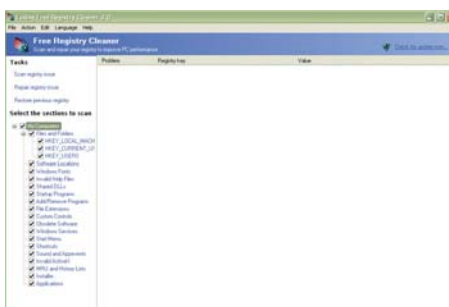 Free Registry Cleaner
File Action Edit Language Help
Free Registry Cleaner
Scan and repair your registry to improve PC performance
Tasks
Problem Registry key Value
Scan registry issue
Repair registry issue
Restore previous registry
Select the sections to scan
My Computer
Files and Folders
HKEY_LOCAL_MACH
HKEY_CURRENT_US
HKEY_USERS
Software Locations
Windows Fonts
Invalid Help Files
Shared DLLs
Startup Programs
Add/Remove Programs
File Extensions
Custom Controls
Obsolete Software
Windows Services
Start Menu
Shortcuts
Sound and Appevents
Invalid ActiveX
MRU and History Lists
Installer
Applications